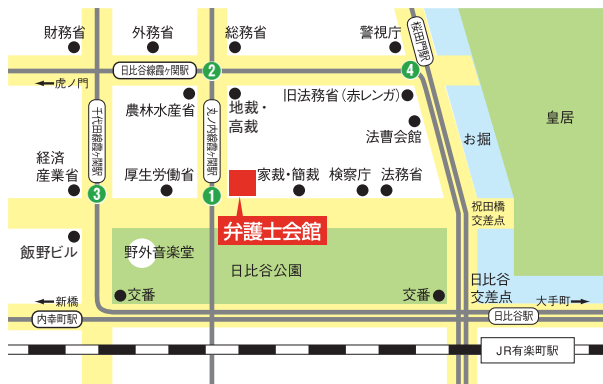 財務省
外務省
総務省
警視庁
桜田門駅
日比谷線霞ヶ関駅
2
4
虎ノ門
千代田線霞ヶ関駅
農林水産省
丸ノ内線霞ヶ関駅
地裁・
高裁
旧法務省（赤レンガ）
法曹会館
お掘
皇居
経済
産業省
3
厚生労働省
1
家裁・簡裁
検察庁
法務省
祝田橋
交差点
弁護士会館
飯野ビル
野外音楽堂
日比谷公園
日比谷
交差点
交番
交番
新橋
大手町
内幸町駅
日比谷駅
JR有楽町駅